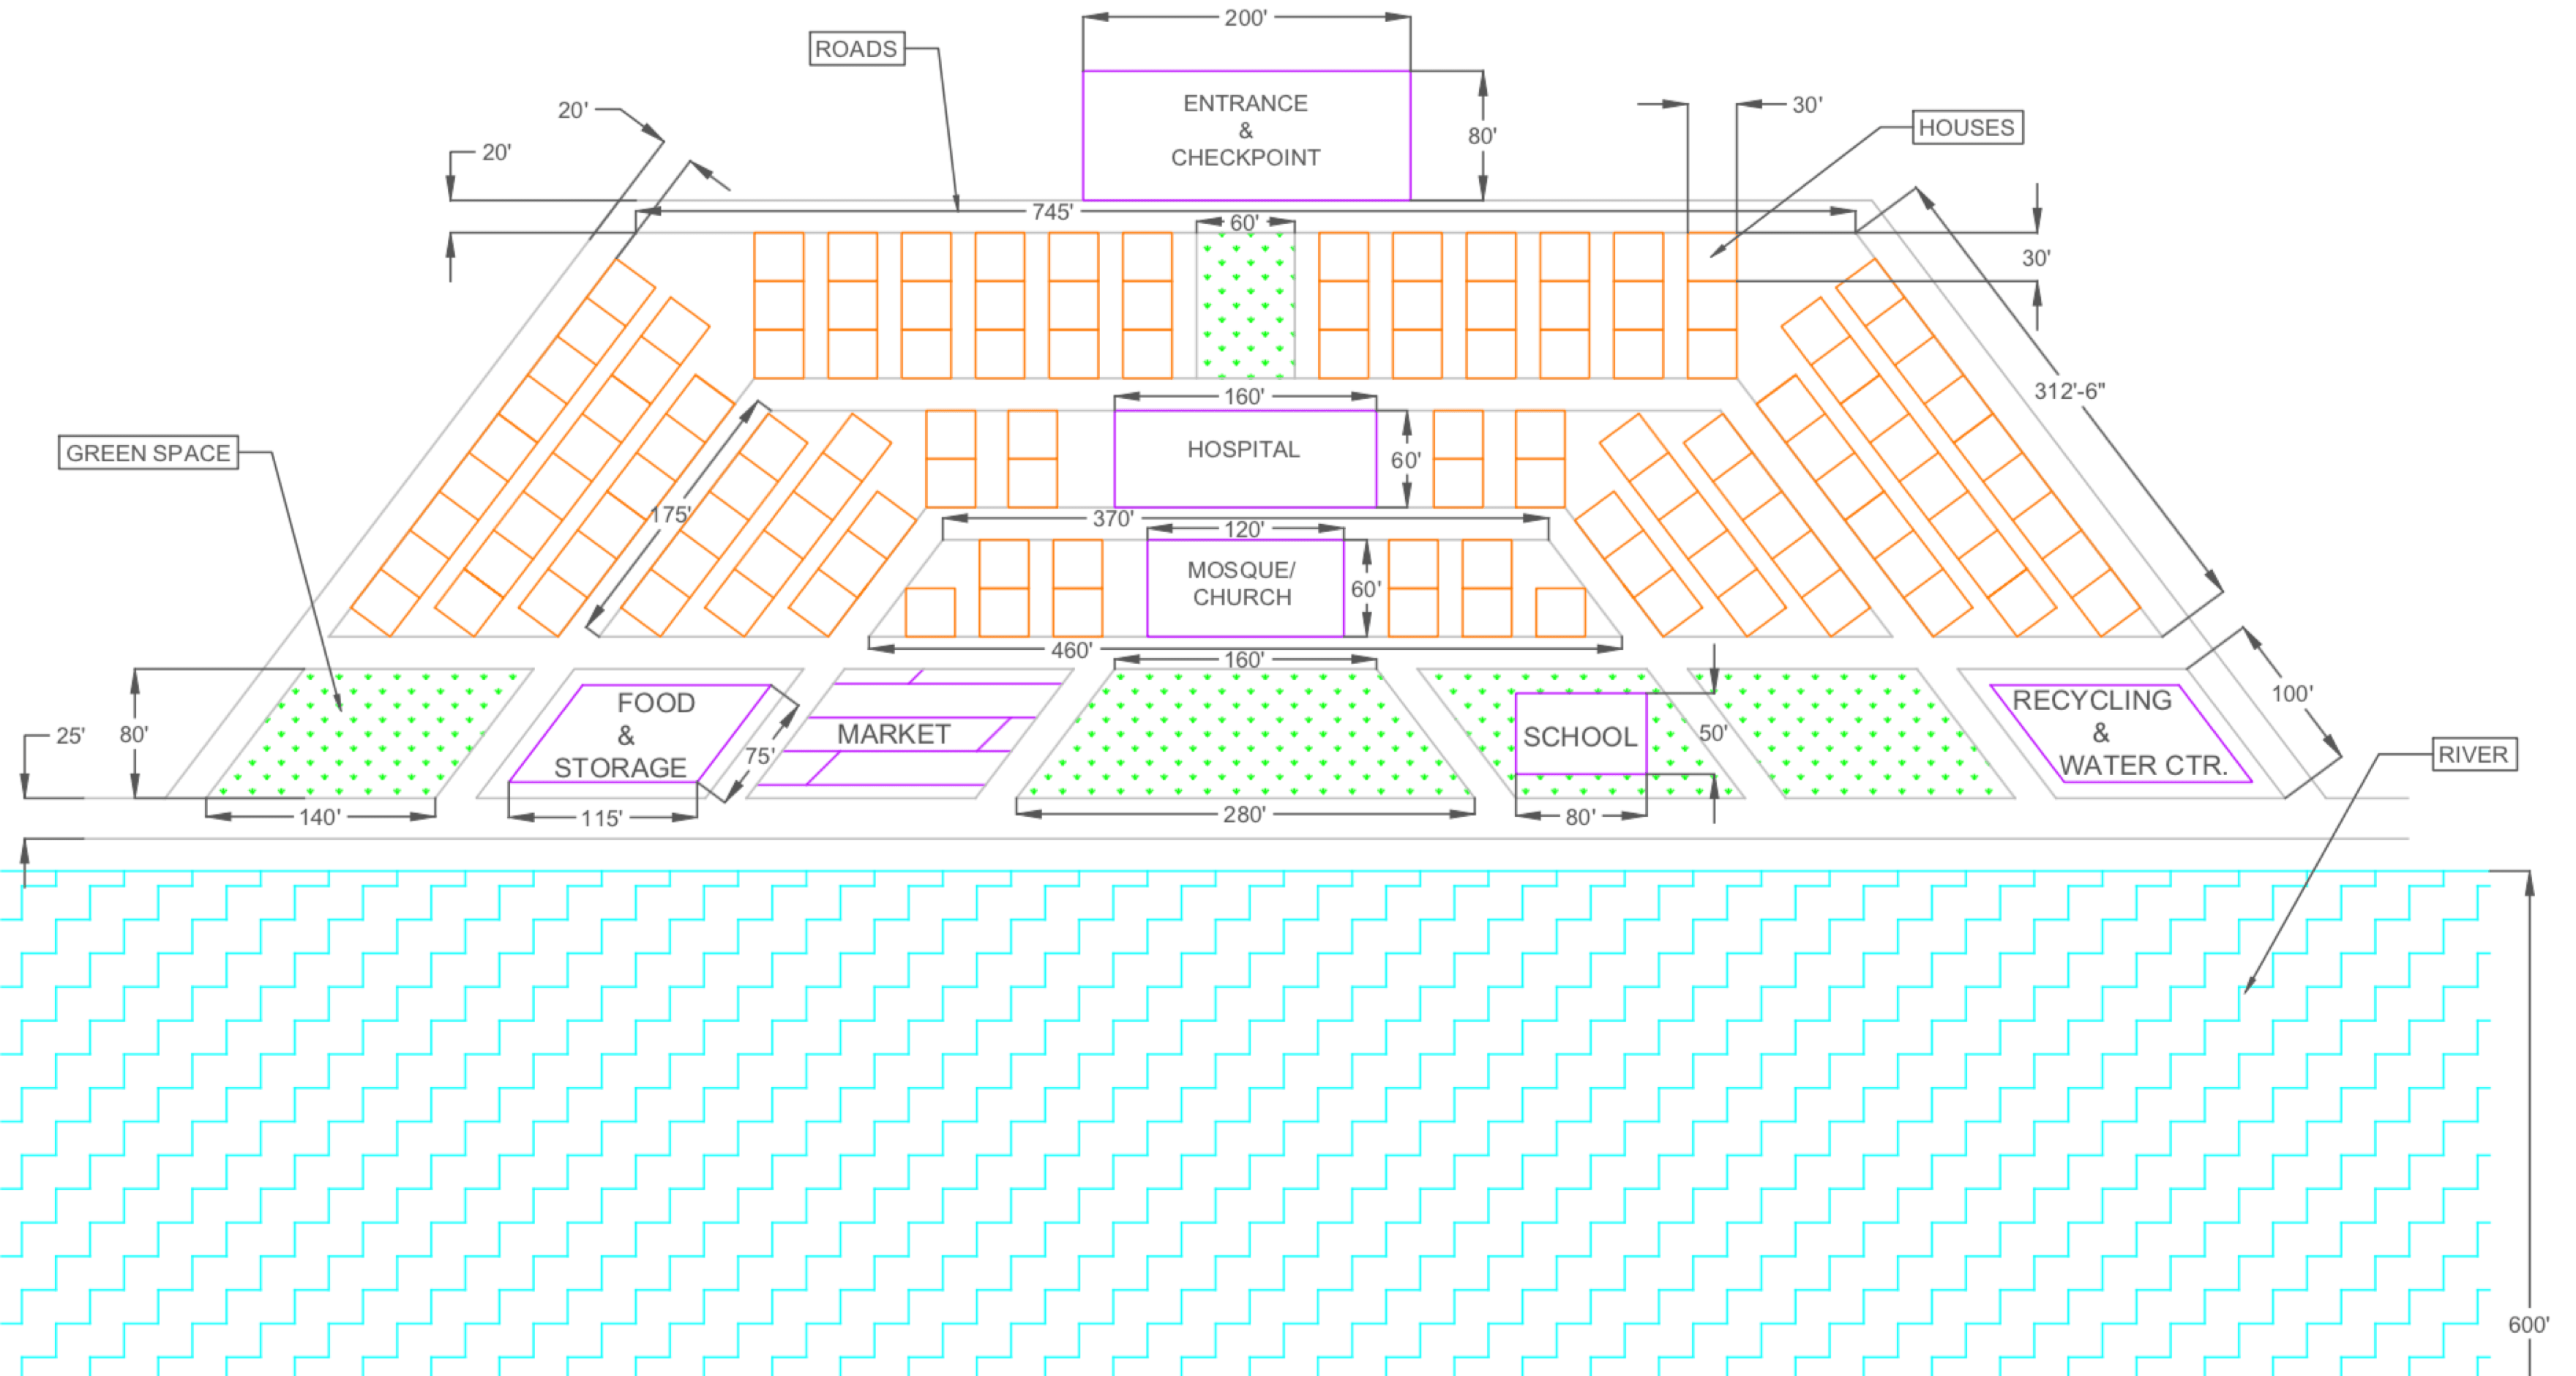 200'
ROADS
20'
ENTRANCE
&
CHECKPOINT
80'
30'
HOUSES
20'
745'
60'
30'
160'
312'-6"
HOSPITAL
60'
GREEN SPACE
175'
370'
120'
MOSQUE/
CHURCH
60'
460'
160'
25'
80'
FOOD
&
STORAGE
75'
MARKET
SCHOOL
50'
RECYCLING
&
WATER CTR.
100'
RIVER
140'
115'
280'
80'
600'